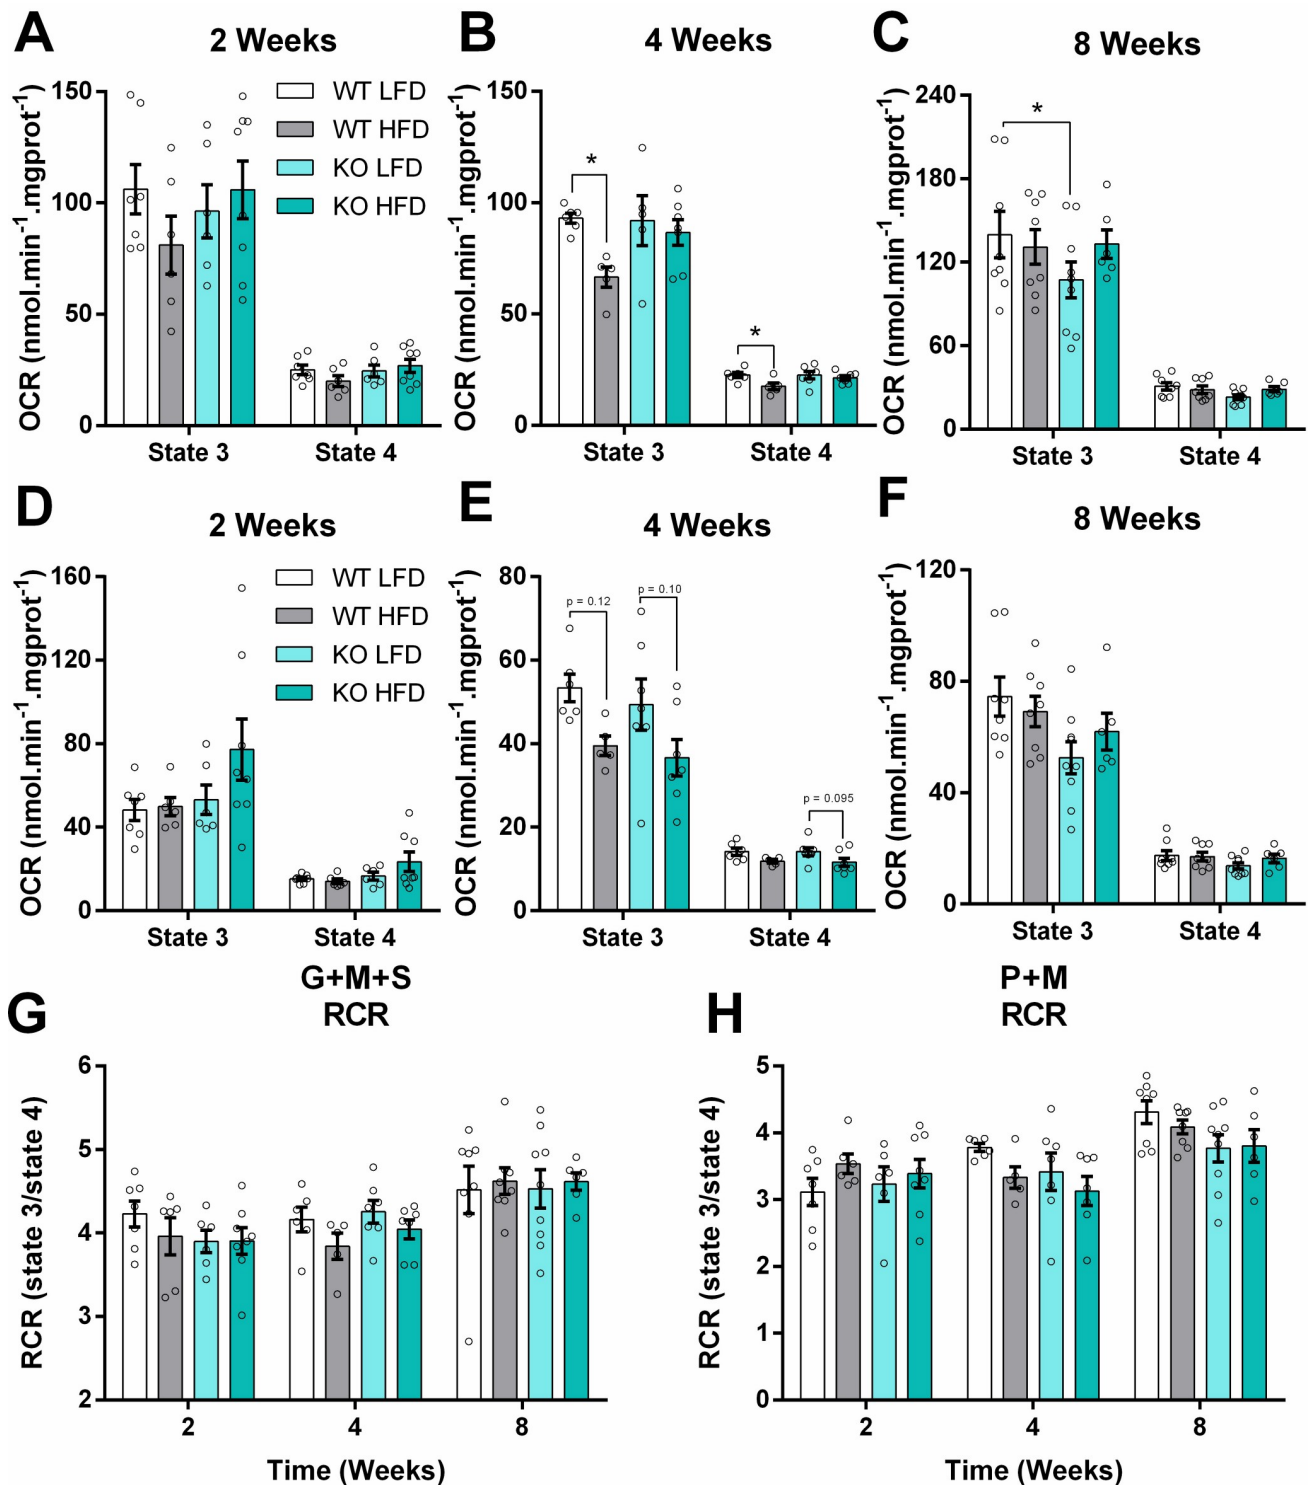 A
2 Weeks
OCR (nmol.min⁻¹.mgprot⁻¹)
150
100
50
0
WT LFD
WT HFD
KO LFD
KO HFD
State 3
State 4
B
4 Weeks
OCR (nmol.min⁻¹.mgprot⁻¹)
150
100
50
0
*
*
State 3
State 4
C
8 Weeks
OCR (nmol.min⁻¹.mgprot⁻¹)
240
180
120
60
0
*
State 3
State 4
D
2 Weeks
OCR (nmol.min⁻¹.mgprot⁻¹)
160
120
80
40
0
WT LFD
WT HFD
KO LFD
KO HFD
State 3
State 4
E
4 Weeks
OCR (nmol.min⁻¹.mgprot⁻¹)
80
60
40
20
0
p = 0.12
p = 0.10
p = 0.095
State 3
State 4
F
8 Weeks
OCR (nmol.min⁻¹.mgprot⁻¹)
120
80
40
0
State 3
State 4
G
G+M+S
RCR
RCR (state 3/state 4)
6
5
4
3
2
2
4
8
Time (Weeks)
H
P+M
RCR
RCR (state 3/state 4)
5
4
3
2
1
0
2
4
8
Time (Weeks)